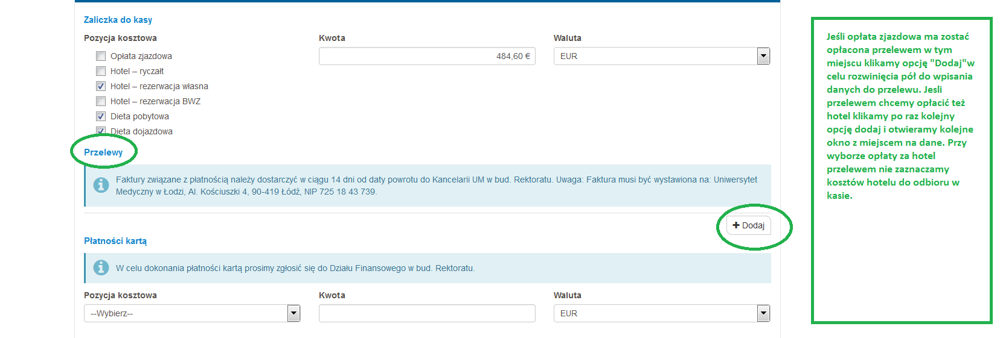 Zaliczka do kasy
Pozycja kosztowa
Kwota
Waluta
Opłata zjazdowa
484,60 €
EUR
Hotel – ryczałt
Hotel – rezerwacja własna
Hotel – rezerwacja BWZ
Dieta pobytowa
Dieta dojazdowa
Przelewy
Faktury związane z płatnością należy dostarczyć w ciągu 14 dni od daty powrotu do Kancelarii UM w bud. Rektoratu. Uwaga: Faktura musi być wystawiona na: Uniwersytet
Medyczny w Łodzi, Al. Kościuszki 4, 90-419 Łódź, NIP 725 18 43 739.
Dodaj
Płatności kartą
W celu dokonania płatności kartą prosimy zgłosić się do Działu Finansowego w bud. Rektoratu.
Pozycja kosztowa
Kwota
Waluta
--Wybierz--
EUR
Jeśli opłata zjazdowa ma zostać
opłacona przelewem w tym
miejscu klikamy opcję "Dodaj"w
celu rozwinięcia pół do wpisania
danych do przelewu. Jesli
przelewem chcemy opłacić też
hotel klikamy po raz kolejny
opcję dodaj i otwieramy kolejne
okno z miejscem na dane. Przy
wyborze opłaty za hotel
przelewem nie zaznaczamy
kosztów hotelu do odbioru w
kasie.